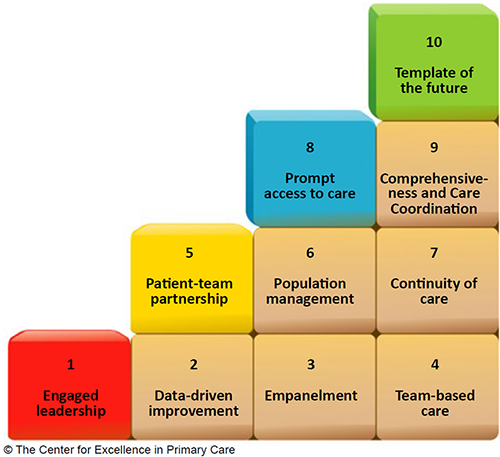 10
Template of
the future
8
Prompt
access to care
9
Comprehensive-
ness and Care
Coordination
5
Patient-team
partnership
6
Population
management
7
Continuity of
care
1
Engaged
leadership
2
Data-driven
improvement
3
Empanelment
4
Team-based
care
© The Center for Excellence in Primary Care